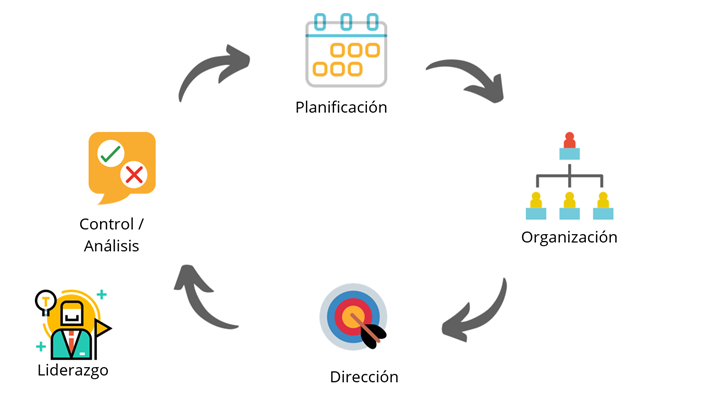 Planificación
Organización
Dirección
Control /
Análisis
Liderazgo